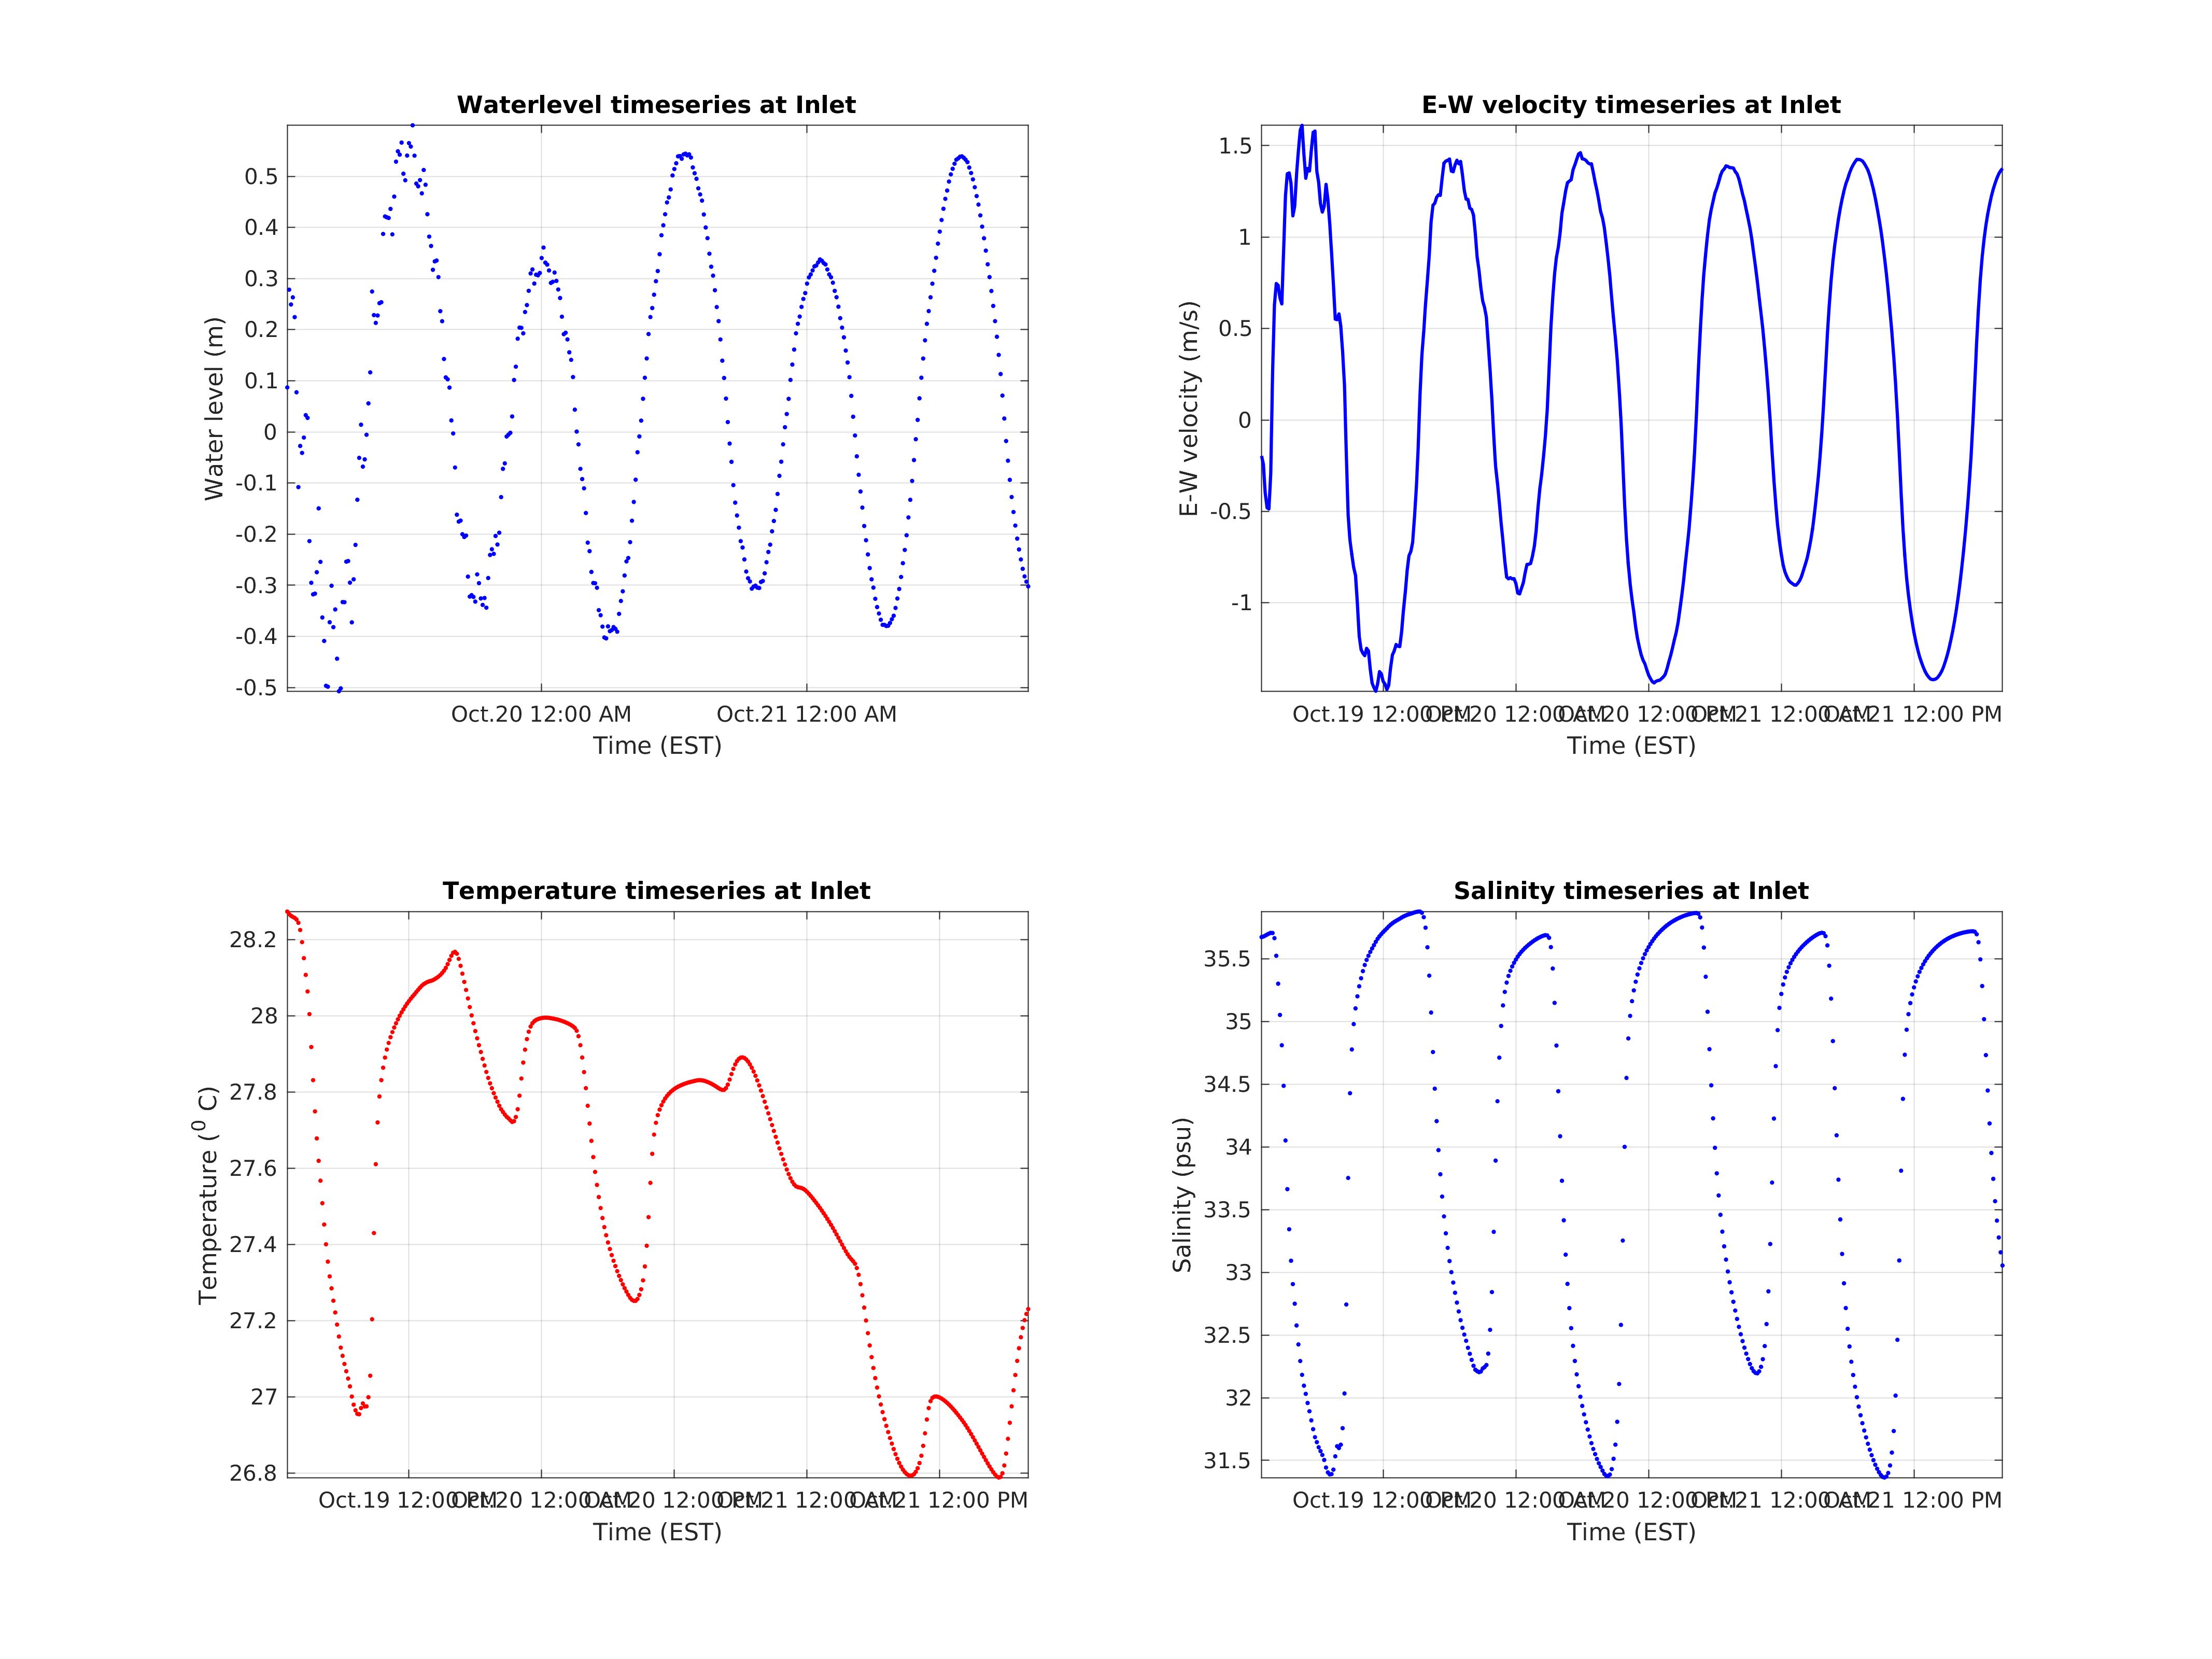 Waterlevel timeseries at Inlet
0.5
0.4
0.3
0.2
0.1
0
-0.1
-0.2
-0.3
-0.4
-0.5
Water level (m)
Oct.20 12:00 AM Oct.21 12:00 AM
Time (EST)
E-W velocity timeseries at Inlet
1.5
1
0.5
0
-0.5
-1
E-W velocity (m/s)
Oct.19 12:00 PM Oct.20 12:00 AM Oct.20 12:00 PM Oct.21 12:00 AM Oct.21 12:00 PM
Time (EST)
Temperature timeseries at Inlet
28.2
28
27.8
27.6
27.4
27.2
27
26.8
Temperature (⁰ C)
Oct.19 12:00 PM Oct.20 12:00 AM Oct.20 12:00 PM Oct.21 12:00 AM Oct.21 12:00 PM
Time (EST)
Salinity timeseries at Inlet
35.5
35
34.5
34
33.5
33
32.5
32
31.5
Salinity (psu)
Oct.19 12:00 PM Oct.20 12:00 AM Oct.20 12:00 PM Oct.21 12:00 AM Oct.21 12:00 PM
Time (EST)